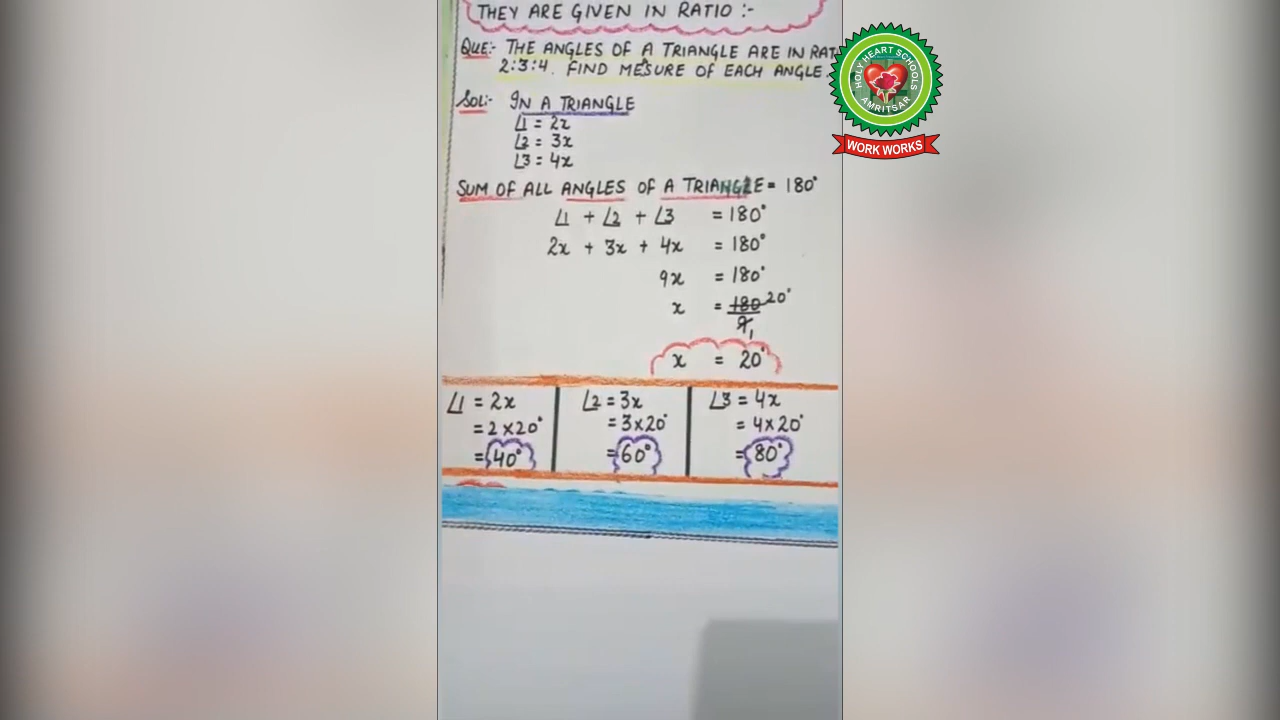 THEY ARE GIVEN IN RATIO :-
QUE:- THE ANGLES OF A TRIANGLE ARE IN RAT
2:3:4. FIND MESURE OF EACH ANGLE.
SOL:- IN A TRIANGLE
∠1 = 2x
∠2 = 3x
∠3 = 4x
SUM OF ALL ANGLES OF A TRIANGLE = 180°
∠1 + ∠2 + ∠3 = 180°
2x + 3x + 4x = 180°
9x = 180°
x = 180 20°
9 1
x = 20°
∠1 = 2x
= 2×20°
= 40°
∠2 = 3x
= 3×20°
= 60°
∠3 = 4x
= 4×20°
= 80°
HOLY HEART SCHOOLS
AMRITSAR
WORK WORKS